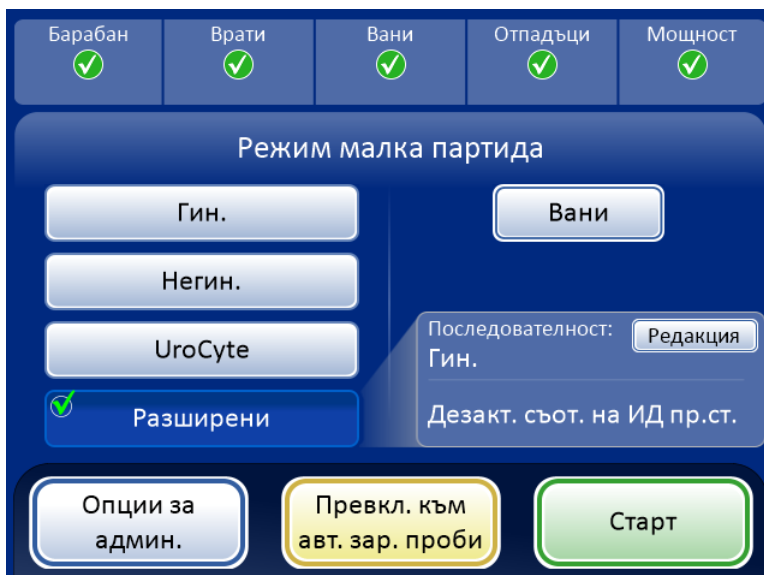 Барабан
Врати
Вани
Отпадъци
Мощност
Режим малка партида
Гин.
Вани
Негин.
UroCyte
Последователност:
Редакция
Гин.
Разширени
Дезакт. съот. на ИД пр.ст.
Опции за
админ.
Превкл. към
авт. зар. проби
Старт